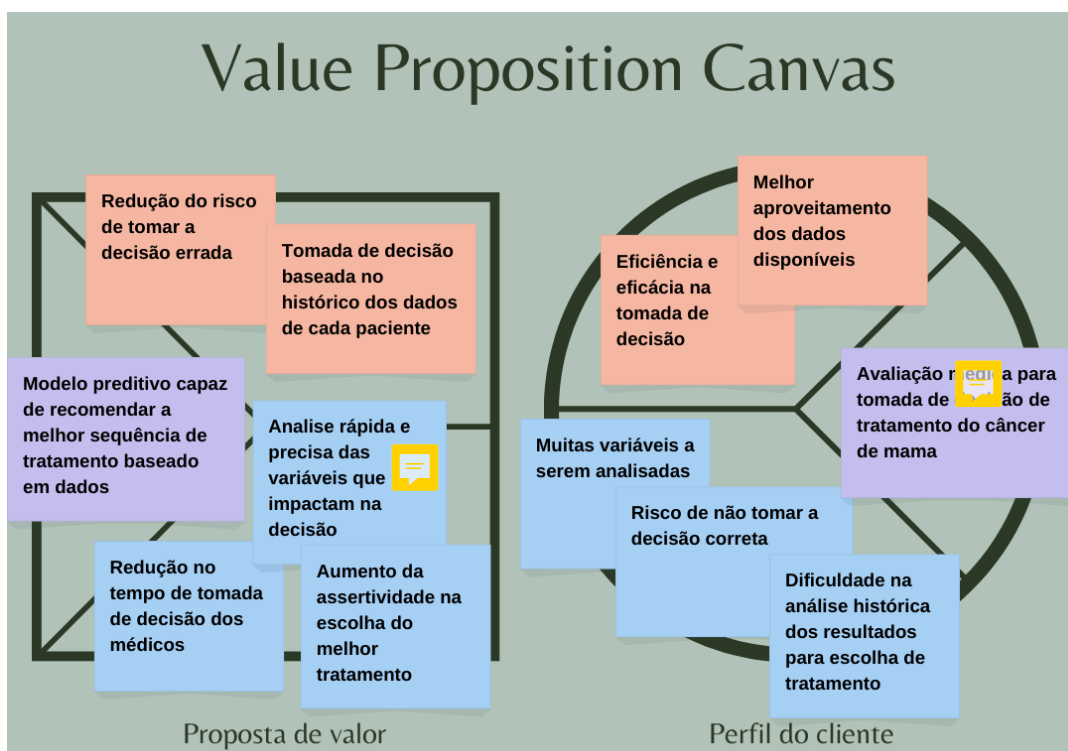 Value Proposition Canvas
Redução do risco
de tomar a
decisão errada
Tomada de decisão
baseada no
histórico dos dados
de cada paciente
Modelo preditivo capaz
de recomendar a
melhor sequência de
tratamento baseado
em dados
Analise rápida e
precisa das
variáveis que
impactam na
decisão
Redução no
tempo de tomada
de decisão dos
médicos
Aumento da
assertividade na
escolha do
melhor
tratamento
Proposta de valor
Melhor
aproveitamento
dos dados
disponíveis
Eficiência e
eficácia na
tomada de
decisão
Avaliação médica para
tomada de decisão de
tratamento do câncer
de mama
Muitas variáveis a
serem analisadas
Risco de não tomar a
decisão correta
Dificuldade na
análise histórica
dos resultados
para escolha de
tratamento
Perfil do cliente